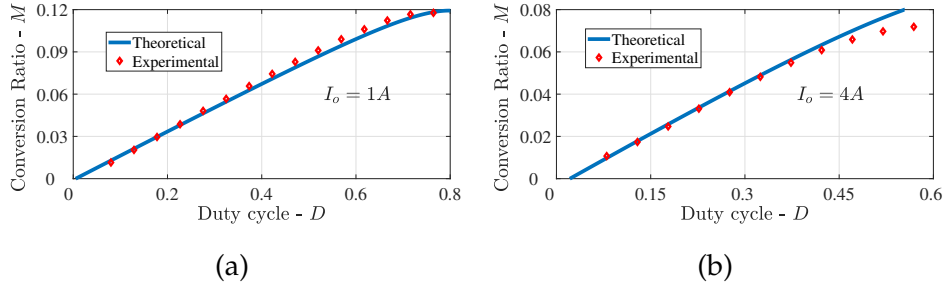 0.12
0.09
0.06
0.03
0
Conversion Ratio - M
Theoretical
Experimental
I_o = 1A
0 0.2 0.4 0.6 0.8
Duty cycle - D
(a)
0.08
0.06
0.04
0.02
0
Conversion Ratio - M
Theoretical
Experimental
I_o = 4A
0 0.15 0.3 0.45 0.6
Duty cycle - D
(b)